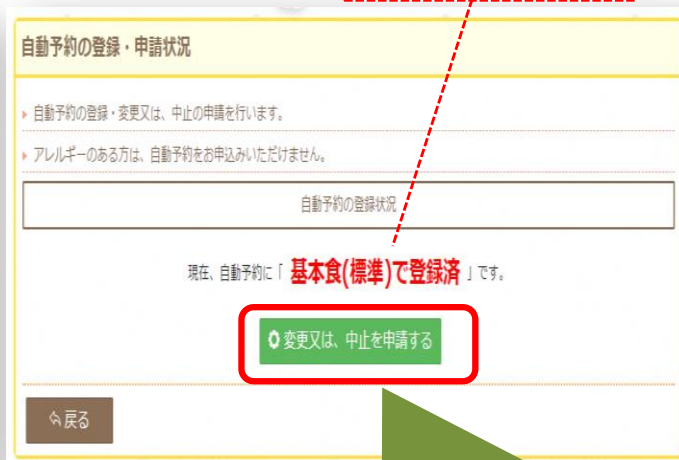 自動予約の登録・申請状況
自動予約の登録・変更又は、中止の申請を行います。
アレルギーのある方は、自動予約をお申込みいただけません。
自動予約の登録状況
現在、自動予約に「 基本食(標準)で登録済 」です。
変更又は、中止を申請する
戻る